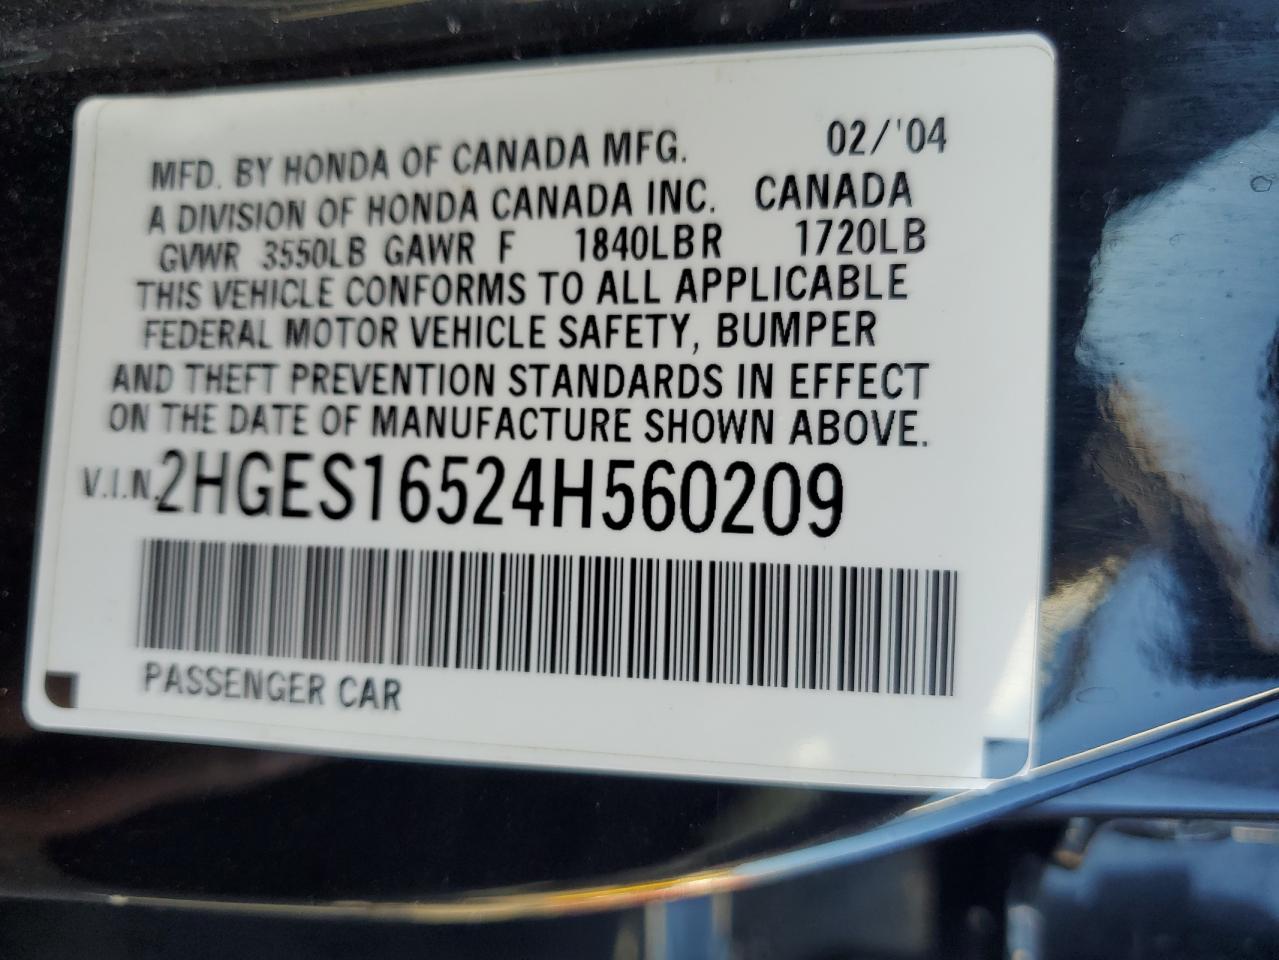 MFD. BY HONDA OF CANADA MFG. 02/'04
A DIVISION OF HONDA CANADA INC. CANADA
GVWR 3550LB GAWR F 1840LBR 1720LB
THIS VEHICLE CONFORMS TO ALL APPLICABLE
FEDERAL MOTOR VEHICLE SAFETY, BUMPER
AND THEFT PREVENTION STANDARDS IN EFFECT
ON THE DATE OF MANUFACTURE SHOWN ABOVE.
V.I.N. 2HGES16524H560209
PASSENGER CAR